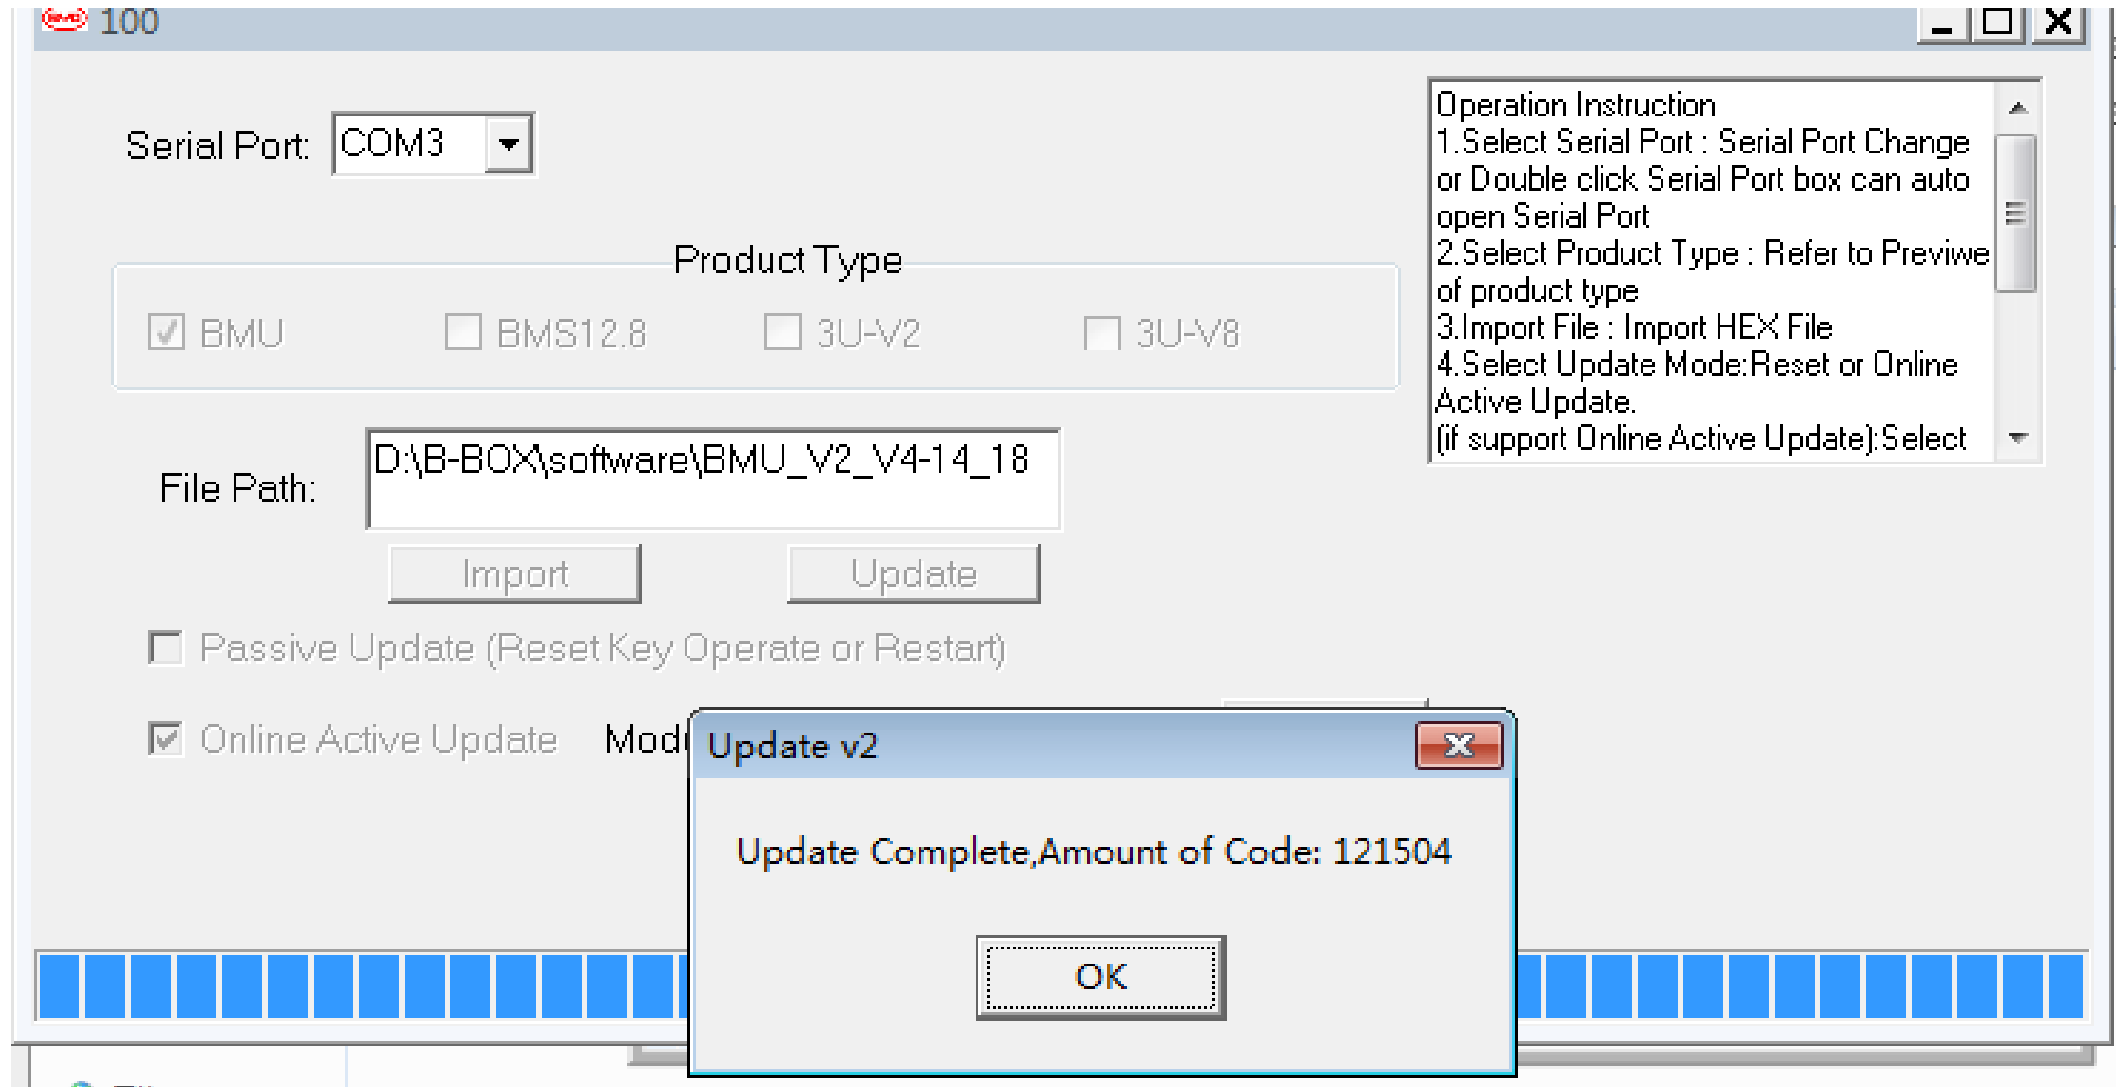 100
Serial Port: COM3
Operation Instruction
1.Select Serial Port : Serial Port Change
or Double click Serial Port box can auto
open Serial Port
2.Select Product Type : Refer to Previwe
of product type
3.Import File : Import HEX File
4.Select Update Mode:Reset or Online
Active Update.
(if support Online Active Update):Select
Product Type
BMU BMS12.8 3U-V2 3U-V8
File Path: D:\B-BOX\software\BMU_V2_V4-14_18
Import Update
Passive Update (Reset Key Operate or Restart)
Online Active Update
Update v2
Update Complete,Amount of Code: 121504
OK